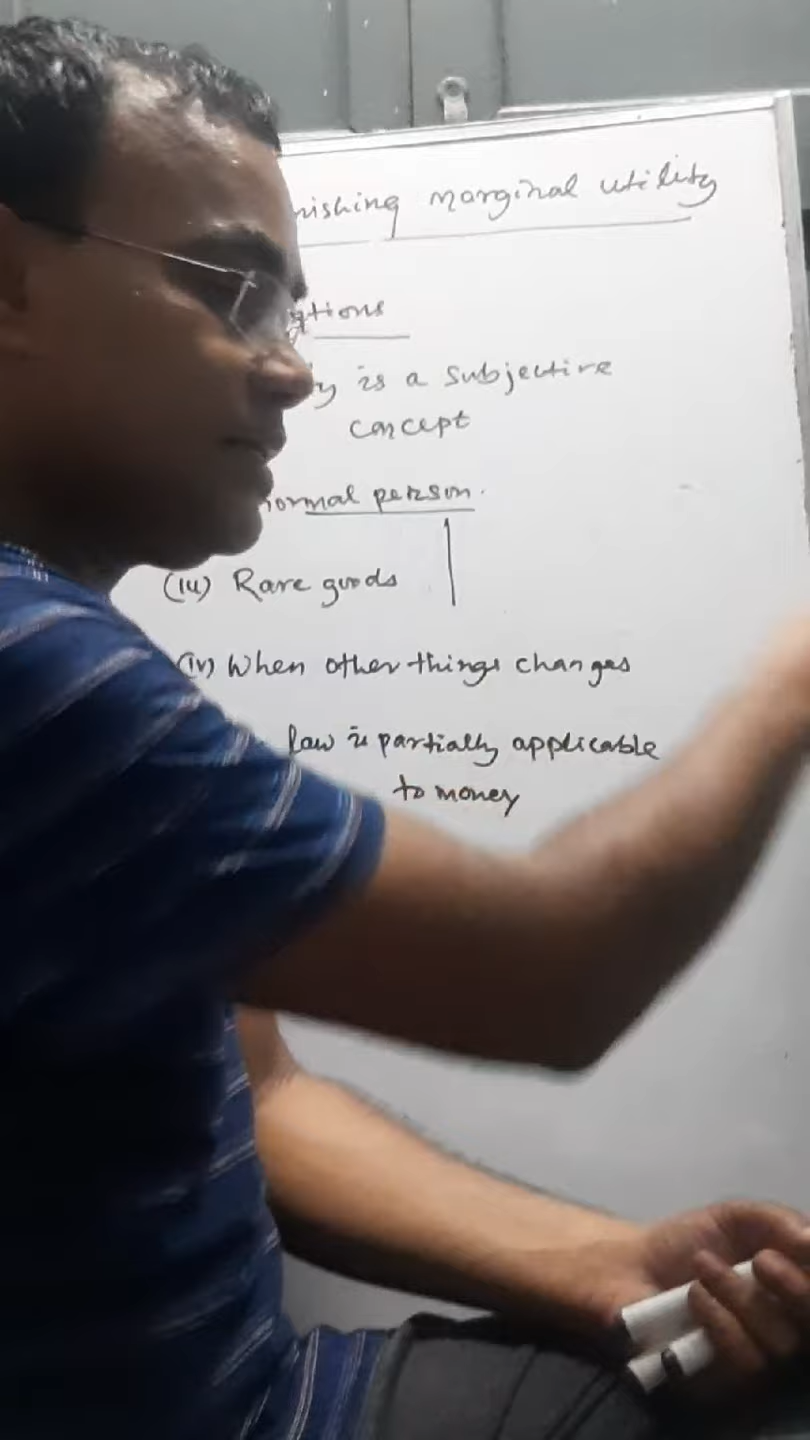 nishing marginal utility
ptions
y is a subjective
concept
ormal person.
(iii) Rare goods
(iv) When other things changes
law is partially applicable
to money